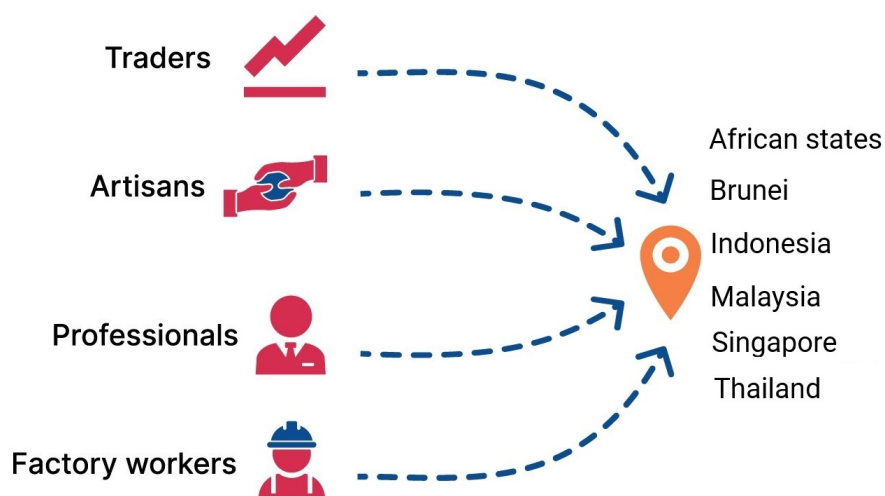 Traders
Artisans
Professionals
Factory workers
African states
Brunei
Indonesia
Malaysia
Singapore
Thailand